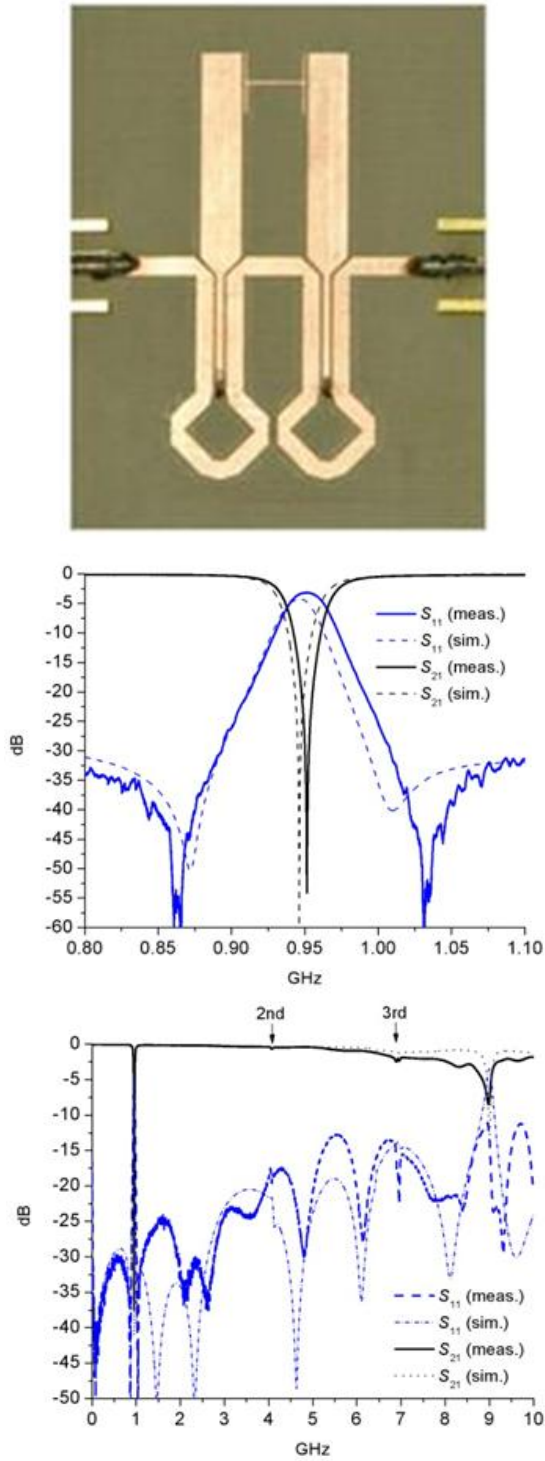 0
-5
-10
-15
-20
-25
-30
-35
-40
-45
-50
-55
-60
dB
S11 (meas.)
S11 (sim.)
S21 (meas.)
S21 (sim.)
0.80 0.85 0.90 0.95 1.00 1.05 1.10
GHz
2nd 3rd
0
-5
-10
-15
-20
-25
-30
-35
-40
-45
-50
dB
S11 (meas.)
S11 (sim.)
S21 (meas.)
S21 (sim.)
0 1 2 3 4 5 6 7 8 9 10
GHz